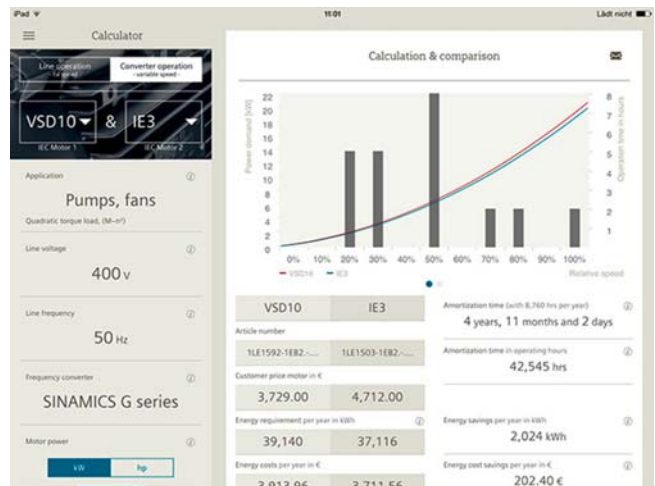 iPad
11:01
Lädt nicht
Calculator
Line operation
Converter operation
- variable speed -
VSD10 & IE3
IEC Motor 1
IEC Motor 2
Application
Pumps, fans
Quadratic torque load, (M~n²)
Line voltage
400 V
Line frequency
50 Hz
Frequency converter
SINAMICS G series
Motor power
kW
hp
Calculation & comparison
Power demand [kW]
22
20
18
16
14
12
10
8
6
4
2
0
8
7
6
5
4
3
2
1
Operation time in hours
0% 10% 20% 30% 40% 50% 60% 70% 80% 90% 100%
VSD10
IE3
Relative speed
VSD10
IE3
Article number
1LE1592-1EB2.-....
1LE1503-1EB2.-....
Customer price motor in €
3,729.00
4,712.00
Energy requirement per year in kWh
39,140
37,116
Energy costs per year in €
3,913.96
3,711.56
Amortization time (with 8,760 hrs per year)
4 years, 11 months and 2 days
Amortization time in operating hours
42,545 hrs
Energy savings per year in kWh
2,024 kWh
Energy cost savings per year in €
202.40 €